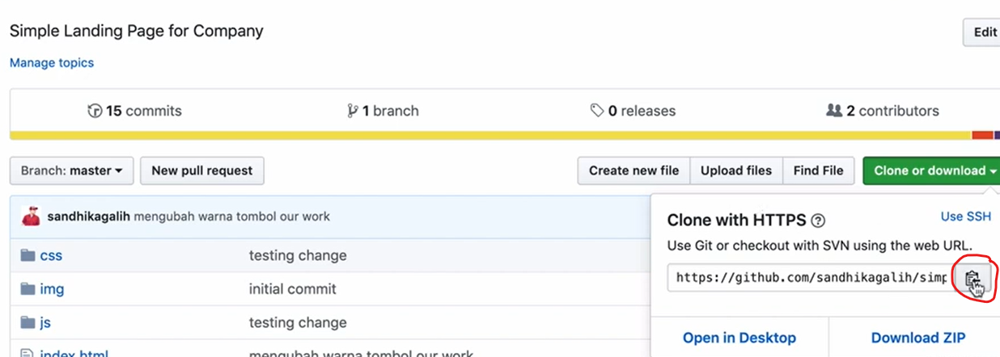 Simple Landing Page for Company
Edit
Manage topics
15 commits
1 branch
0 releases
2 contributors
Branch: master
New pull request
Create new file
Upload files
Find File
Clone or download
sandhikagalih mengubah warna tombol our work
Clone with HTTPS
Use SSH
Use Git or checkout with SVN using the web URL.
https://github.com/sandhikagalih/simp
css testing change
img initial commit
js testing change
Open in Desktop
Download ZIP
index.html mengubah warna tombol our work